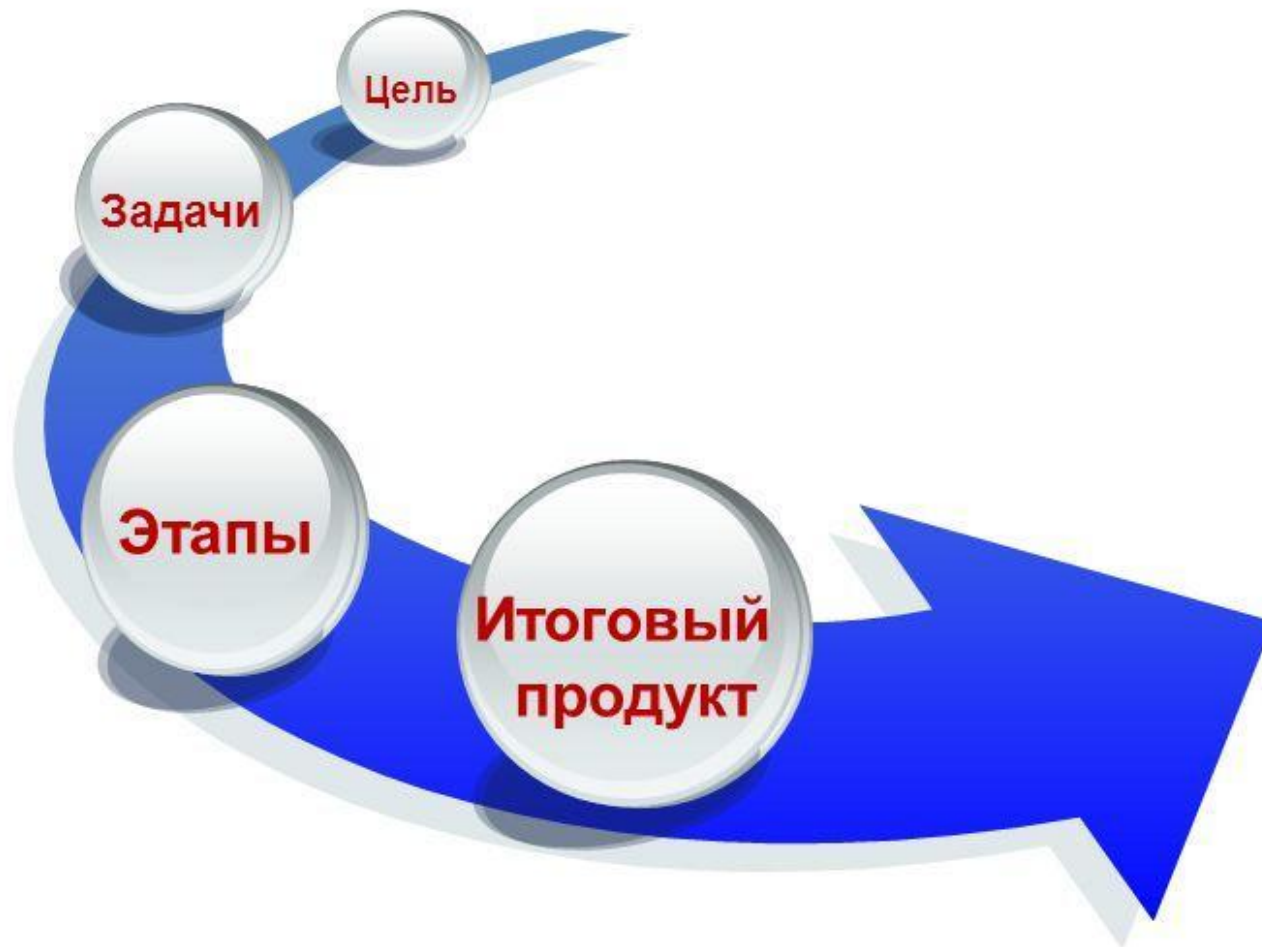 Цель
Задачи
Этапы
Итоговый
продукт